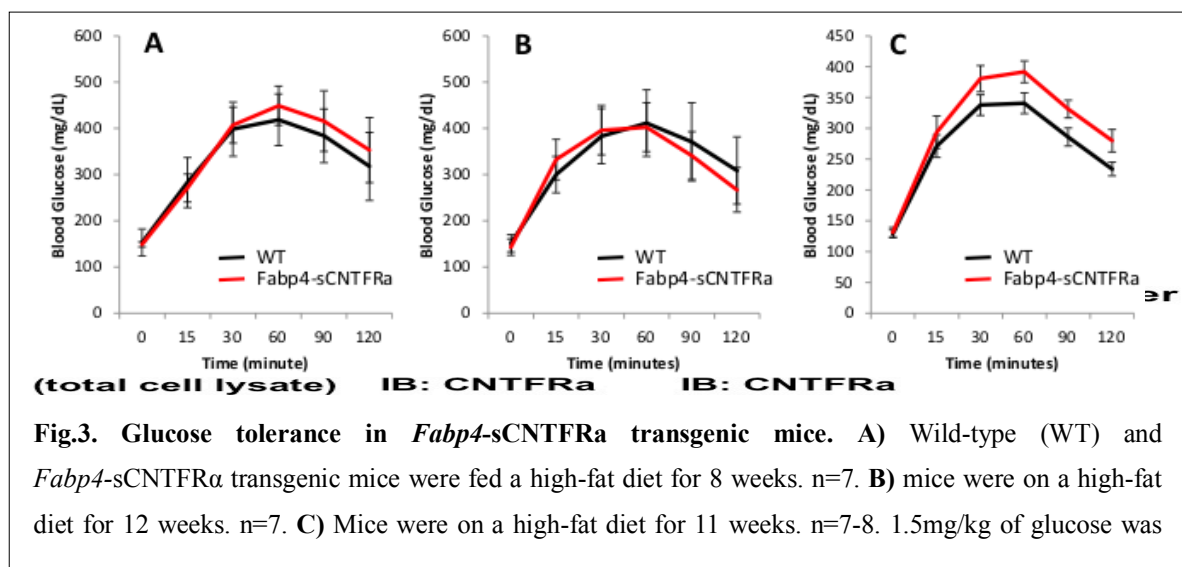 A
Blood Glucose (mg/dL)
600
500
400
300
200
100
0
WT
Fabp4-sCNTFRa
0 15 30 60 90 120
Time (minute)
B
Blood Glucose (mg/dL)
600
500
400
300
200
100
0
WT
Fabp4-sCNTFRa
0 15 30 60 90 120
Time (minutes)
C
Blood Glucose (mg/dL)
450
400
350
300
250
200
150
100
50
0
WT
Fabp4-sCNTFRa
0 15 30 60 90 120
Time (minutes)
er
(total cell lysate) IB: CNTFRa IB: CNTFRa
Fig.3. Glucose tolerance in Fabp4-sCNTFRa transgenic mice. A) Wild-type (WT) and
Fabp4-sCNTFRα transgenic mice were fed a high-fat diet for 8 weeks. n=7. B) mice were on a high-fat
diet for 12 weeks. n=7. C) Mice were on a high-fat diet for 11 weeks. n=7-8. 1.5mg/kg of glucose was